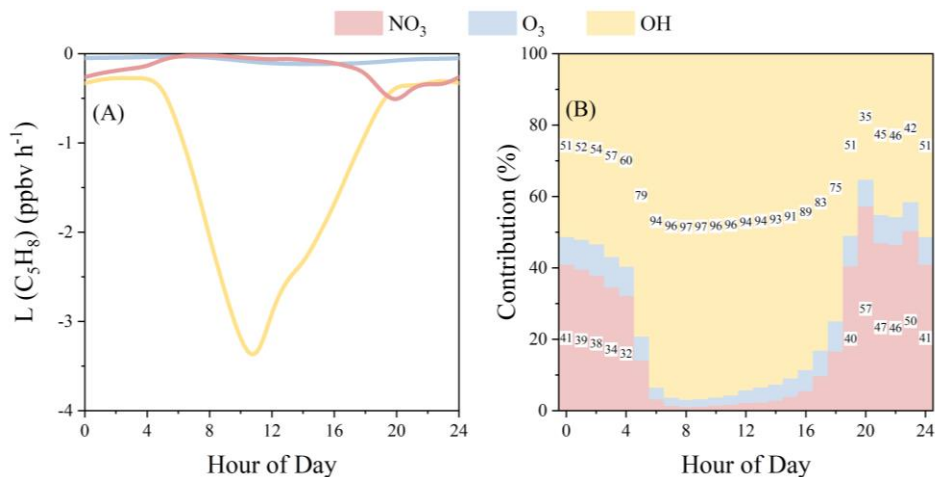 NO₃ O₃ OH
(A)
L (C₅H₈) (ppbv h⁻¹)
0
-1
-2
-3
-4
0 4 8 12 16 20 24
Hour of Day
(B)
Contribution (%)
100
80
60
40
20
0
51 52 54 57 60 79 94 96 97 97 96 96 94 94 93 91 89 83 75 51 35 45 46 42 51
41 39 38 34 32 40 57 47 46 50 41
0 4 8 12 16 20 24
Hour of Day